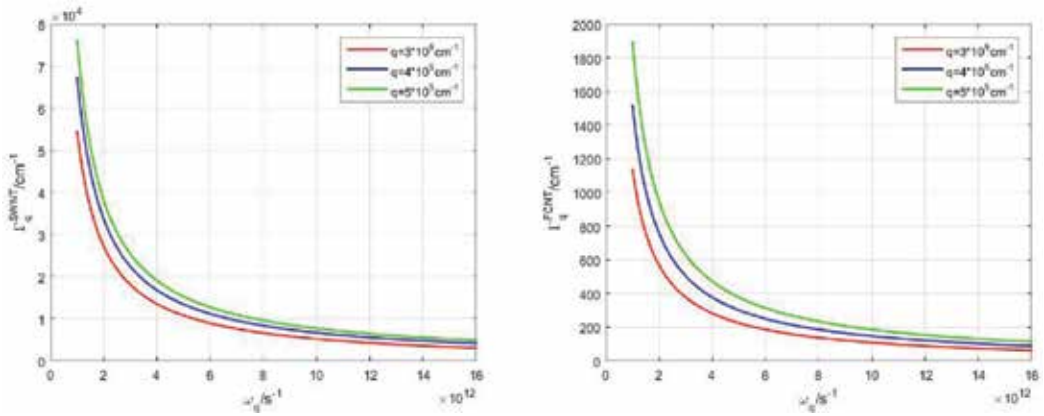 × 10⁴
8
7
6
5
4
3
2
1
0
0 2 4 6 8 10 12 14 16
× 10¹²
ω_q/s⁻¹
Γ_q^SWNT/cm⁻¹
q=3*10⁵cm⁻¹
q=4*10⁵cm⁻¹
q=5*10⁵cm⁻¹
2000
1800
1600
1400
1200
1000
800
600
400
200
0
0 2 4 6 8 10 12 14 16
× 10¹²
ω_q/s⁻¹
Γ_q^FCNT/cm⁻¹
q=3*10⁵cm⁻¹
q=4*10⁵cm⁻¹
q=5*10⁵cm⁻¹